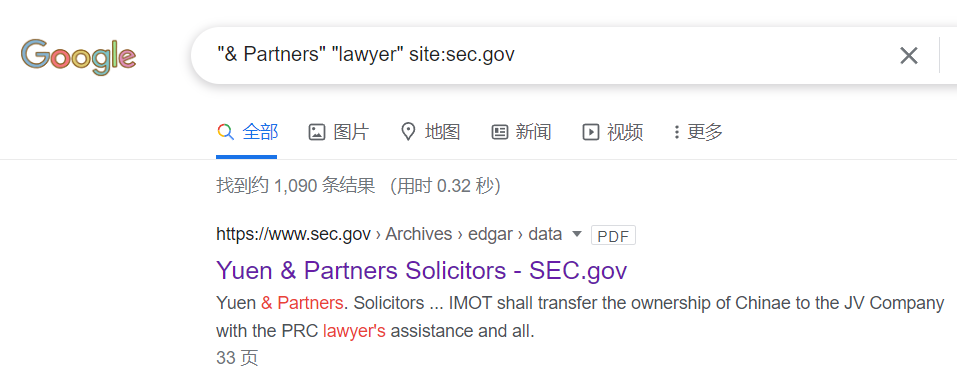 Google
"& Partners" "lawyer" site:sec.gov
全部 图片 地图 新闻 视频 更多
找到约 1,090 条结果 （用时 0.32 秒）
https://www.sec.gov › Archives › edgar › data PDF
Yuen & Partners Solicitors - SEC.gov
Yuen & Partners. Solicitors ... IMOT shall transfer the ownership of Chinae to the JV Company
with the PRC lawyer's assistance and all.
33 页